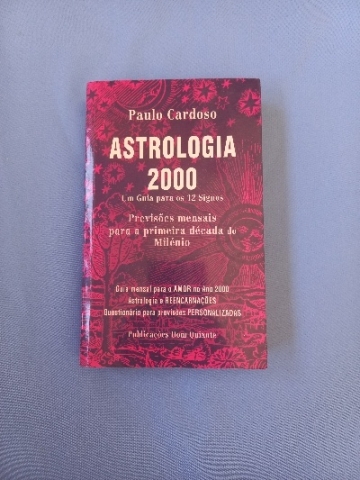 Paulo Cardoso
ASTROLOGIA
2000
Um Guia para os 12 Signos
Previsões mensais
para a primeira década do
Milénio
Guia mensal para o AMOR no Ano 2000
Astrologia e REENCARNAÇÕES
Questionário para previsões PERSONALIZADAS
Publicações Dom Quixote